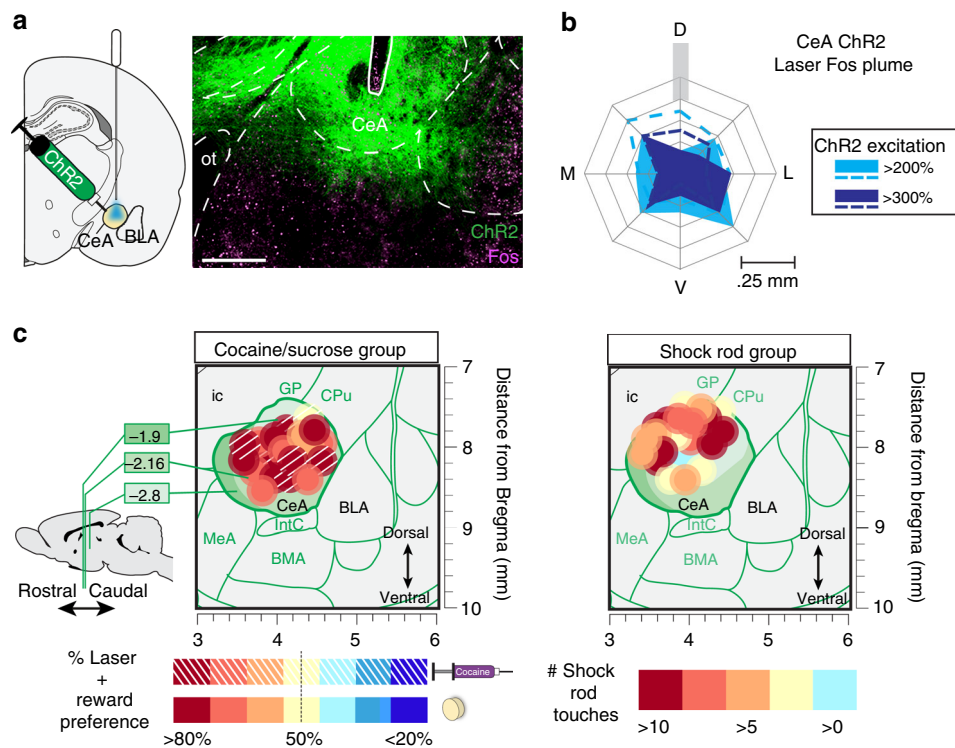 a
ChR2
CeA
BLA
ot
CeA
ChR2
Fos
b
D
CeA ChR2
Laser Fos plume
M
L
V
.25 mm
ChR2 excitation
>200%
>300%
c
Cocaine/sucrose group
ic
GP
CPu
–1.9
–2.16
–2.8
CeA
BLA
IntC
MeA
BMA
Dorsal
Ventral
7
8
9
10
Distance from Bregma (mm)
3
4
5
6
Rostral
Caudal
Shock rod group
ic
GP
CPu
CeA
BLA
IntC
MeA
BMA
Dorsal
Ventral
7
8
9
10
Distance from bregma (mm)
3
4
5
6
% Laser
+
reward
preference
Cocaine
>80%
50%
<20%
# Shock
rod
touches
>10
>5
>0